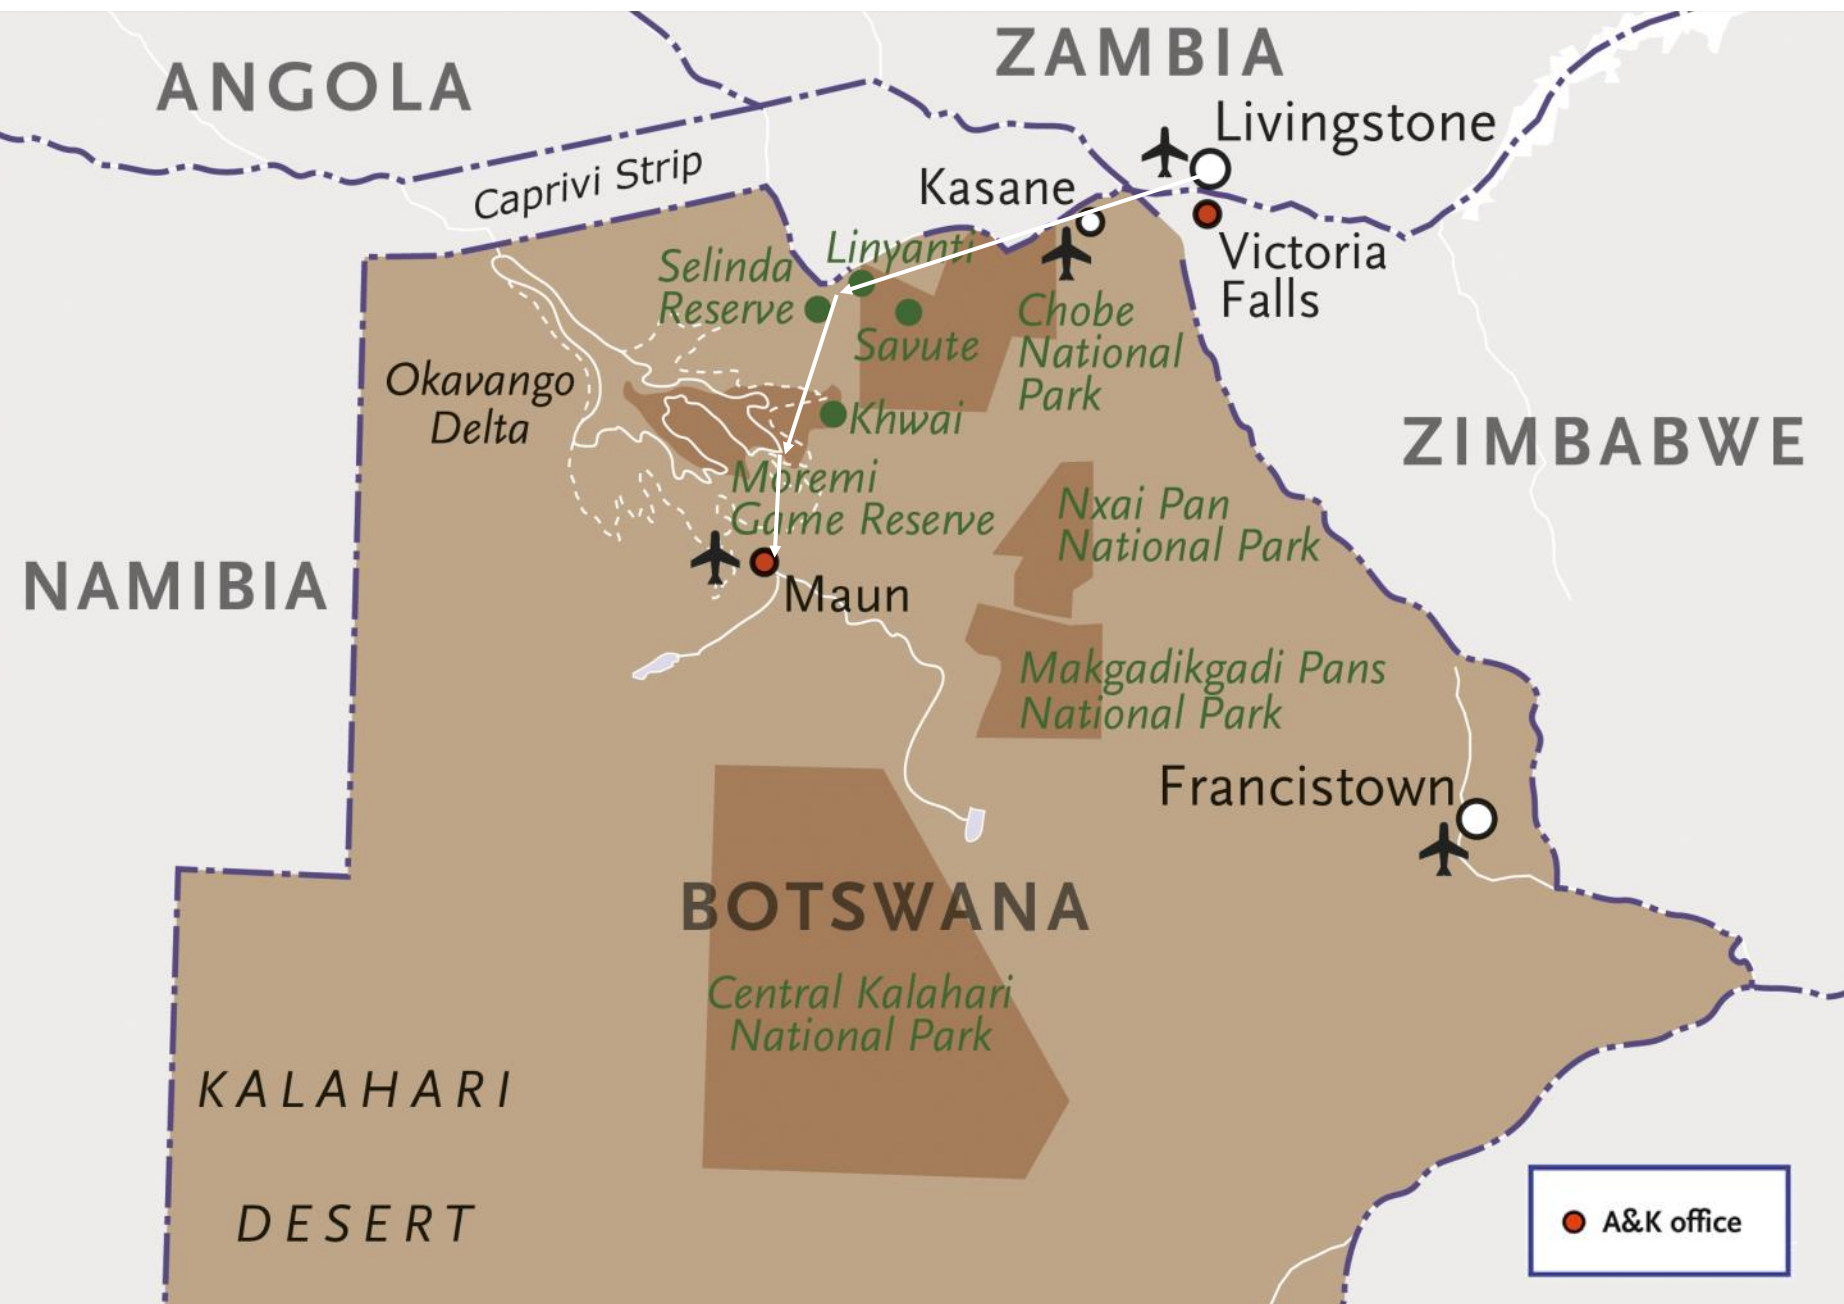 ANGOLA
ZAMBIA
Livingstone
Caprivi Strip
Kasane
Linyanti
Selinda
Reserve
Victoria
Falls
Savute
Chobe
National
Park
Okavango
Delta
Khwai
ZIMBABWE
Moremi
Game Reserve
Nxai Pan
National Park
NAMIBIA
Maun
Makgadikgadi Pans
National Park
Francistown
BOTSWANA
Central Kalahari
National Park
KALAHARI
DESERT
A&K office